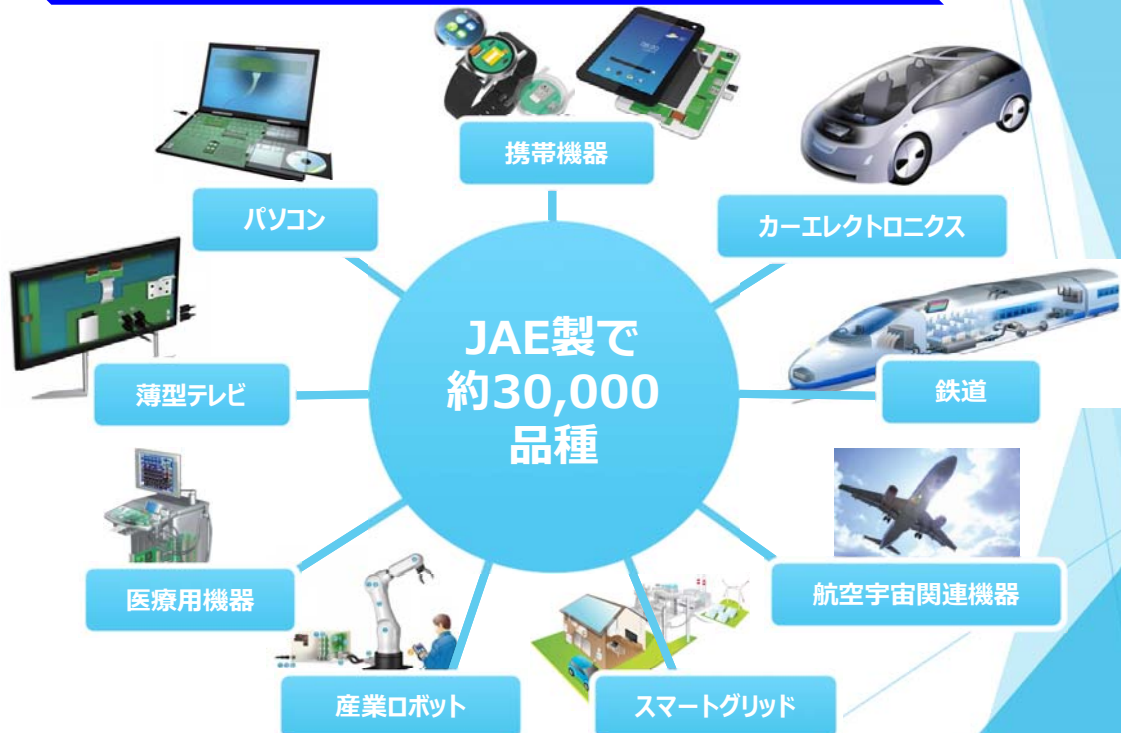 携帯機器
パソコン
カーエレクトロニクス
JAE製で
約30,000
品種
薄型テレビ
鉄道
医療用機器
航空宇宙関連機器
産業ロボット
スマートグリッド